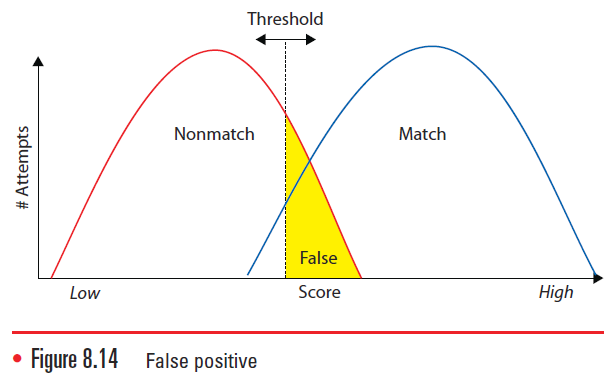 Threshold
Nonmatch
Match
# Attempts
False
Low
Score
High
• Figure 8.14 False positive